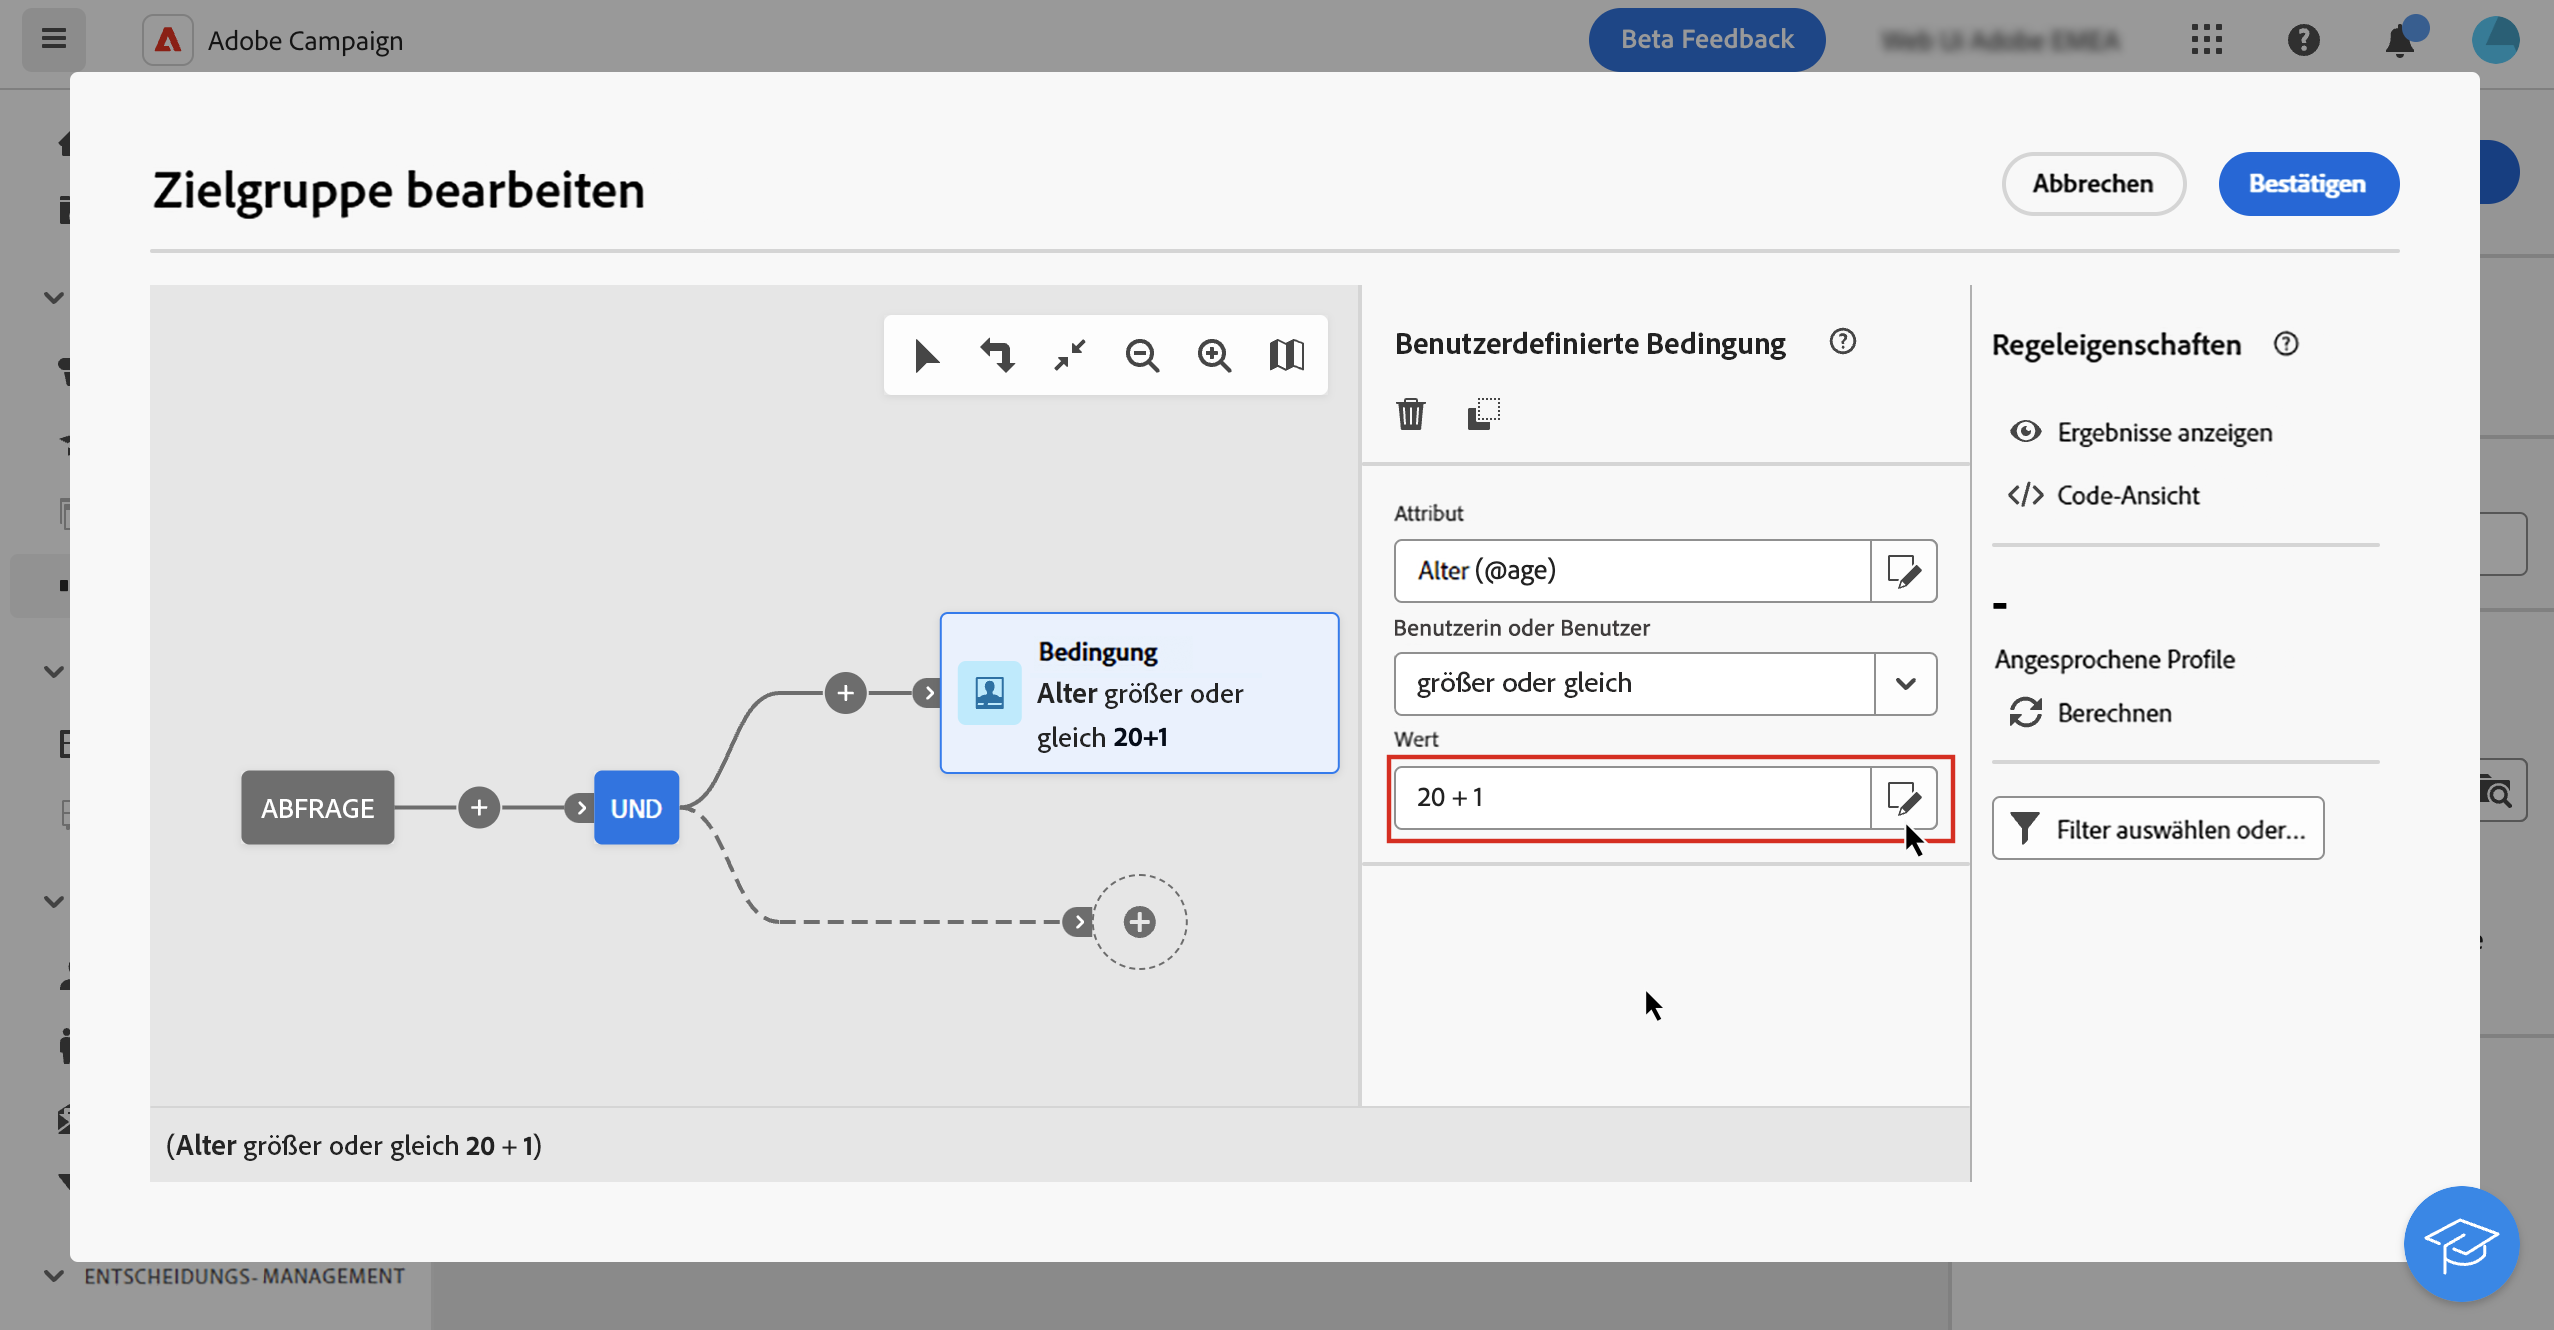 Adobe Campaign
Beta Feedback
Zielgruppe bearbeiten
Abbrechen
Bestätigen
Benutzerdefinierte Bedingung
Attribut
Alter (@age)
Benutzerin oder Benutzer
größer oder gleich
Wert
20 + 1
Regeleigenschaften
Ergebnisse anzeigen
Code-Ansicht
-
Angesprochene Profile
Berechnen
Filter auswählen oder...
ABFRAGE
UND
Bedingung
Alter größer oder
gleich 20+1
(Alter größer oder gleich 20 + 1)
ENTSCHEIDUNGS- MANAGEMENT